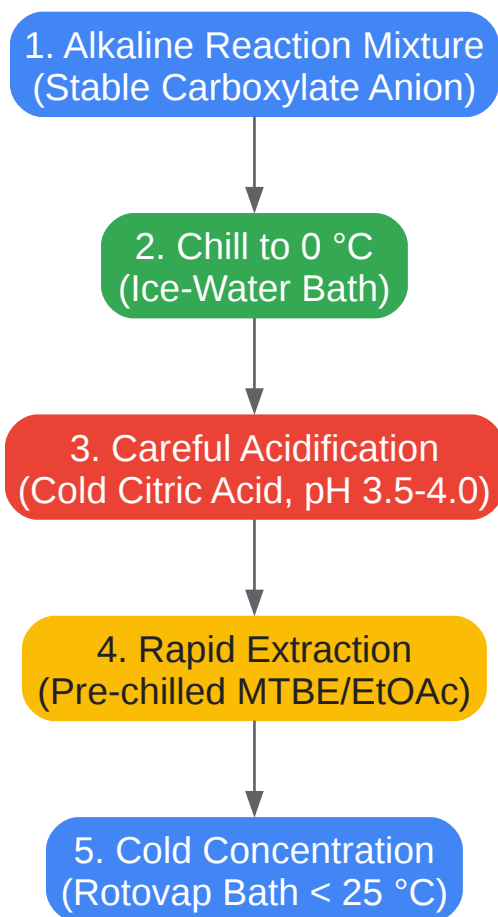 1. Alkaline Reaction Mixture
(Stable Carboxylate Anion)
2. Chill to 0 °C
(Ice-Water Bath)
3. Careful Acidification
(Cold Citric Acid, pH 3.5-4.0)
4. Rapid Extraction
(Pre-chilled MTBE/EtOAc)
5. Cold Concentration
(Rotovap Bath < 25 °C)